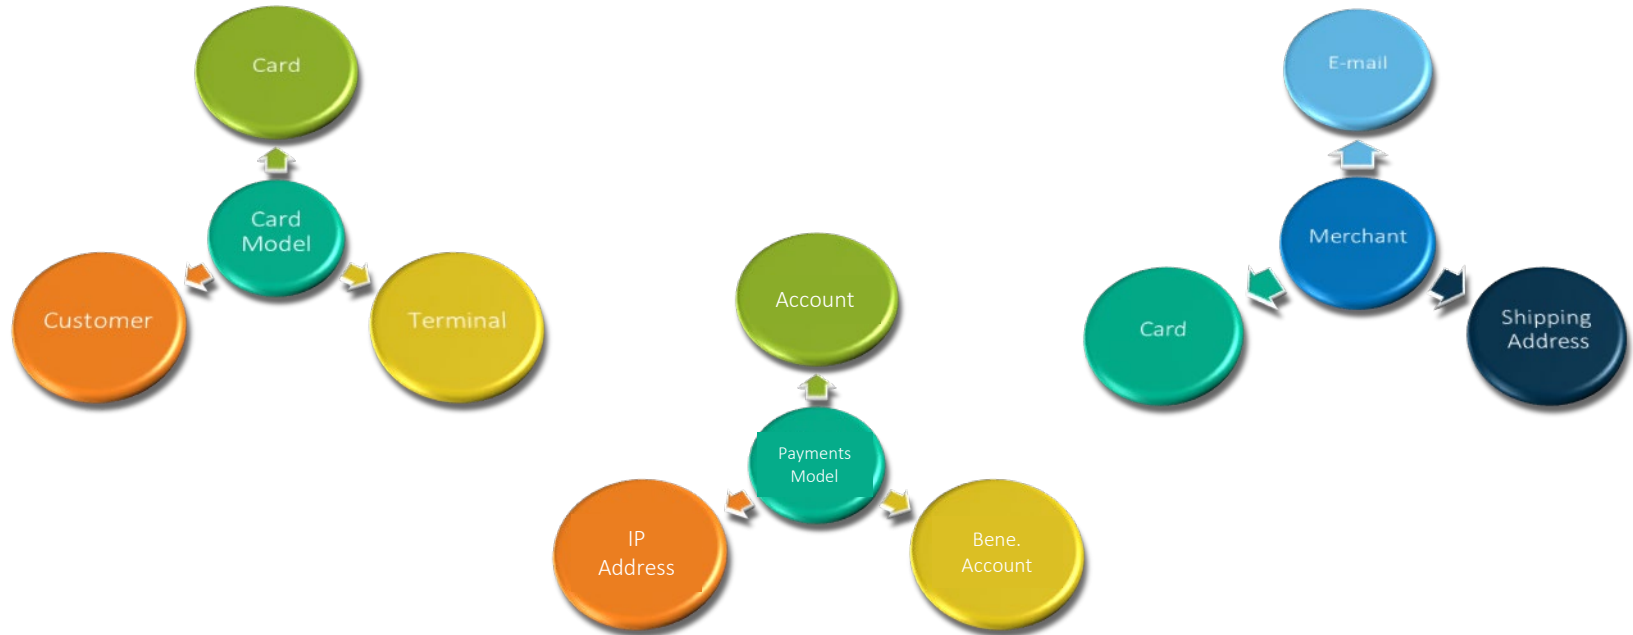 Card
Card
Model
Customer
Terminal
Account
Payments
Model
IP
Address
Bene.
Account
E-mail
Merchant
Card
Shipping
Address